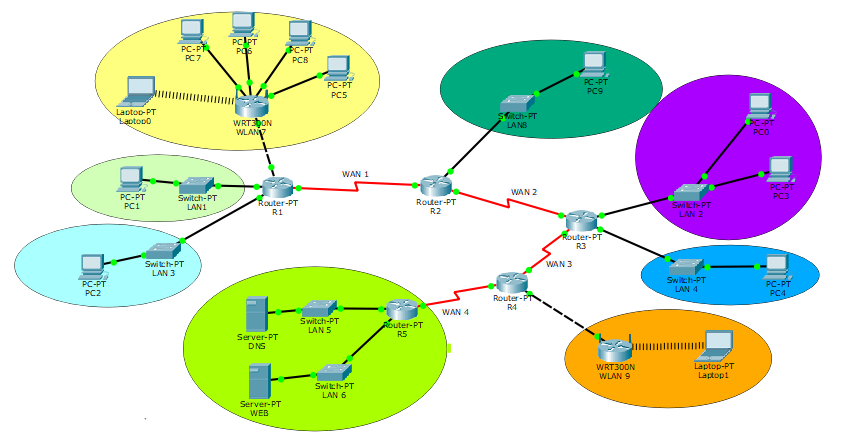 PC-PT
PC7
PC-PT
PC6
PC-PT
PC8
PC-PT
PC5
Laptop-PT
Laptop0
WRT300N
WLAN 7
PC-PT
PC9
Switch-PT
LAN8
PC-PT
PC0
PC-PT
PC3
Switch-PT
LAN 2
WAN 1
WAN 2
Router-PT
R1
Router-PT
R2
Router-PT
R3
PC-PT
PC1
Switch-PT
LAN1
PC-PT
PC2
Switch-PT
LAN 3
WAN 3
Switch-PT
LAN 4
PC-PT
PC4
Router-PT
R4
WAN 4
Router-PT
R5
Server-PT
DNS
Switch-PT
LAN 5
Server-PT
WEB
Switch-PT
LAN 6
WRT300N
WLAN 9
Laptop-PT
Laptop1